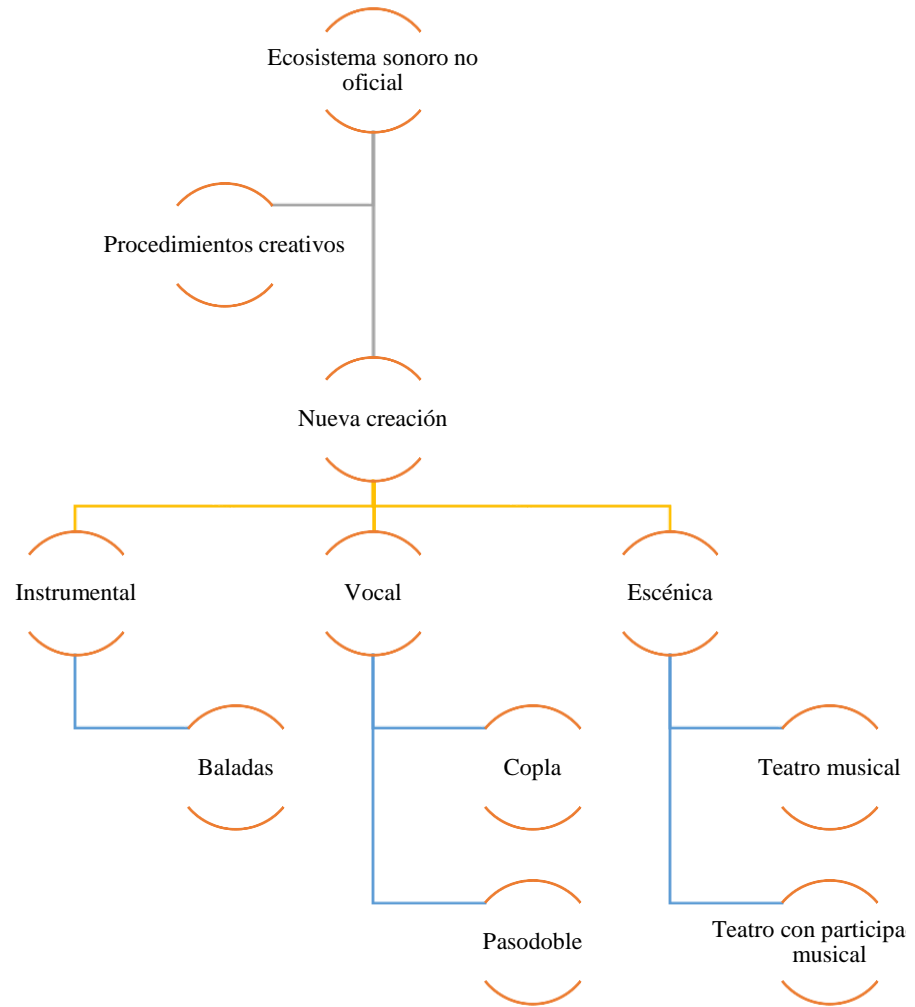 Ecosistema sonoro no
oficial
Procedimientos creativos
Nueva creación
Instrumental
Vocal
Escénica
Baladas
Copla
Teatro musical
Pasodoble
Teatro con participa
musical